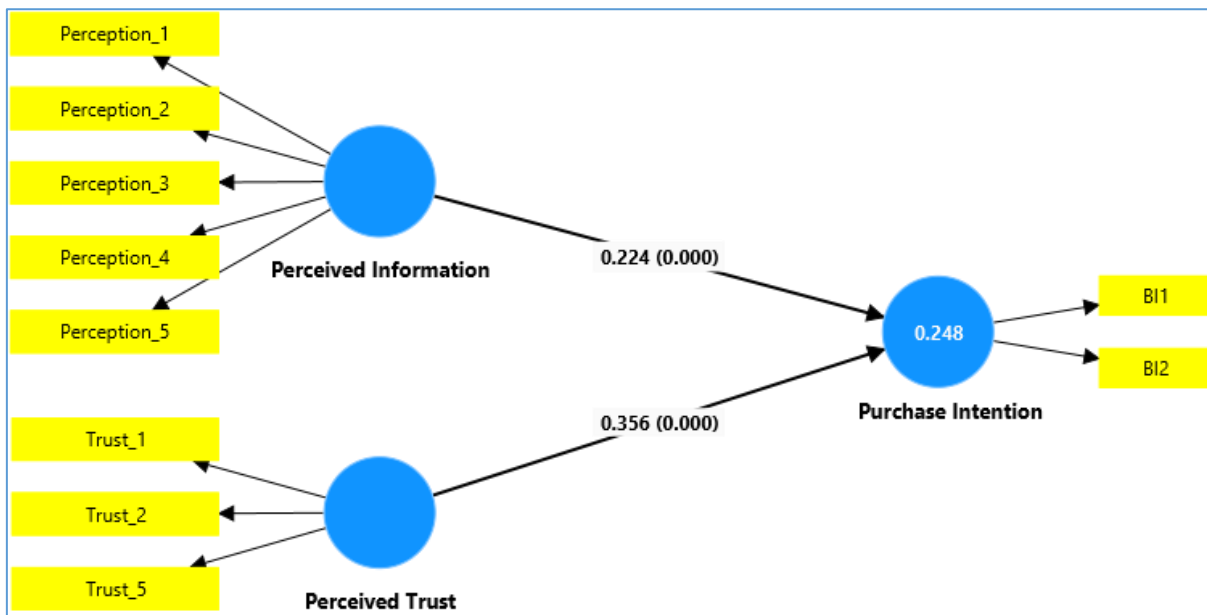 Perception_1
Perception_2
Perception_3
Perception_4
Perception_5
Perceived Information
0.224 (0.000)
Trust_1
Trust_2
Trust_5
Perceived Trust
0.356 (0.000)
0.248
Purchase Intention
BI1
BI2